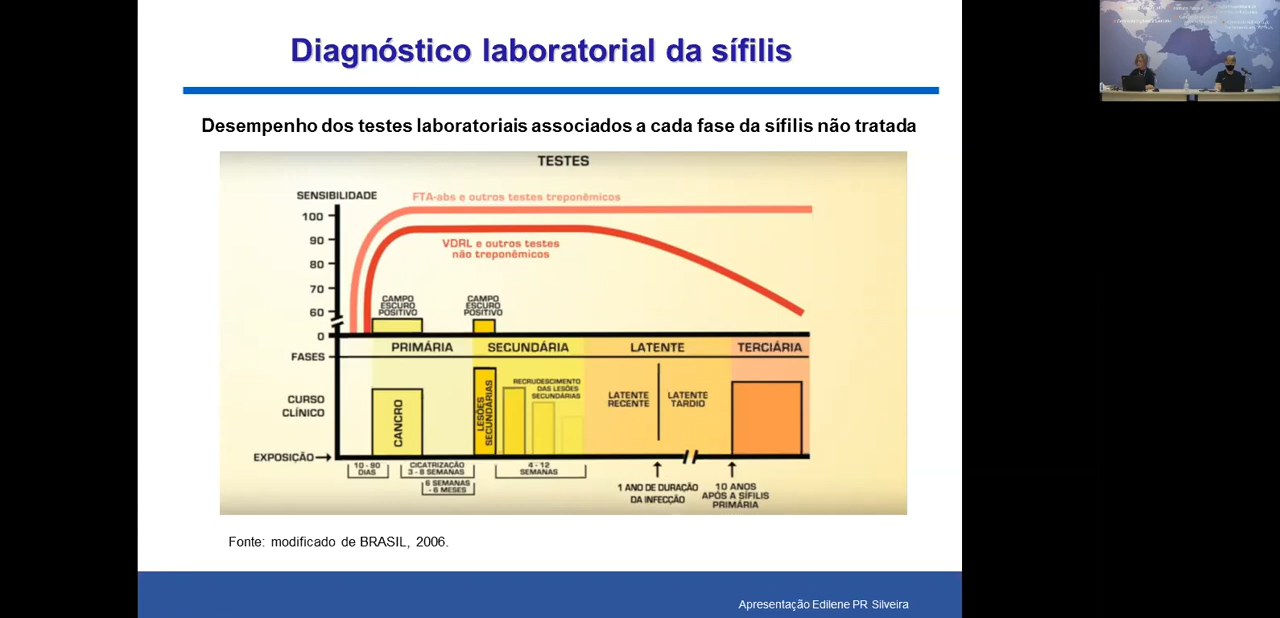 Diagnóstico laboratorial da sífilis
Desempenho dos testes laboratoriais associados a cada fase da sífilis não tratada
TESTES
SENSIBILIDADE
FTA-abs e outros testes treponêmicos
100
90
80
70
60
0
VDRL e outros testes
não treponêmicos
CAMPO
ESCURO
POSITIVO
CAMPO
ESCURO
POSITIVO
FASES
PRIMÁRIA
SECUNDÁRIA
LATENTE
TERCIÁRIA
CURSO
CLÍNICO
CANCRO
LESÕES
SECUNDÁRIAS
RECRUDESCIMENTO
DAS LESÕES
SECUNDÁRIAS
LATENTE
RECENTE
LATENTE
TARDIO
EXPOSIÇÃO
10 - 90
DIAS
CICATRIZAÇÃO
3 - 8 SEMANAS
6 SEMANAS
- 6 MESES
4 - 12
SEMANAS
1 ANO DE DURAÇÃO
DA INFECÇÃO
10 ANOS
APÓS A SÍFILIS
PRIMÁRIA
Fonte: modificado de BRASIL, 2006.
Apresentação Edilene PR Silveira